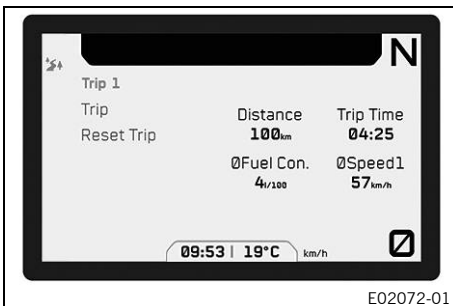 N
Trip 1
Trip
Reset Trip
Distance Trip Time
100km 04:25
ØFuel Con. ØSpeed1
4l/100 57km/h
09:53 | 19°C km/h 0
E02072-01